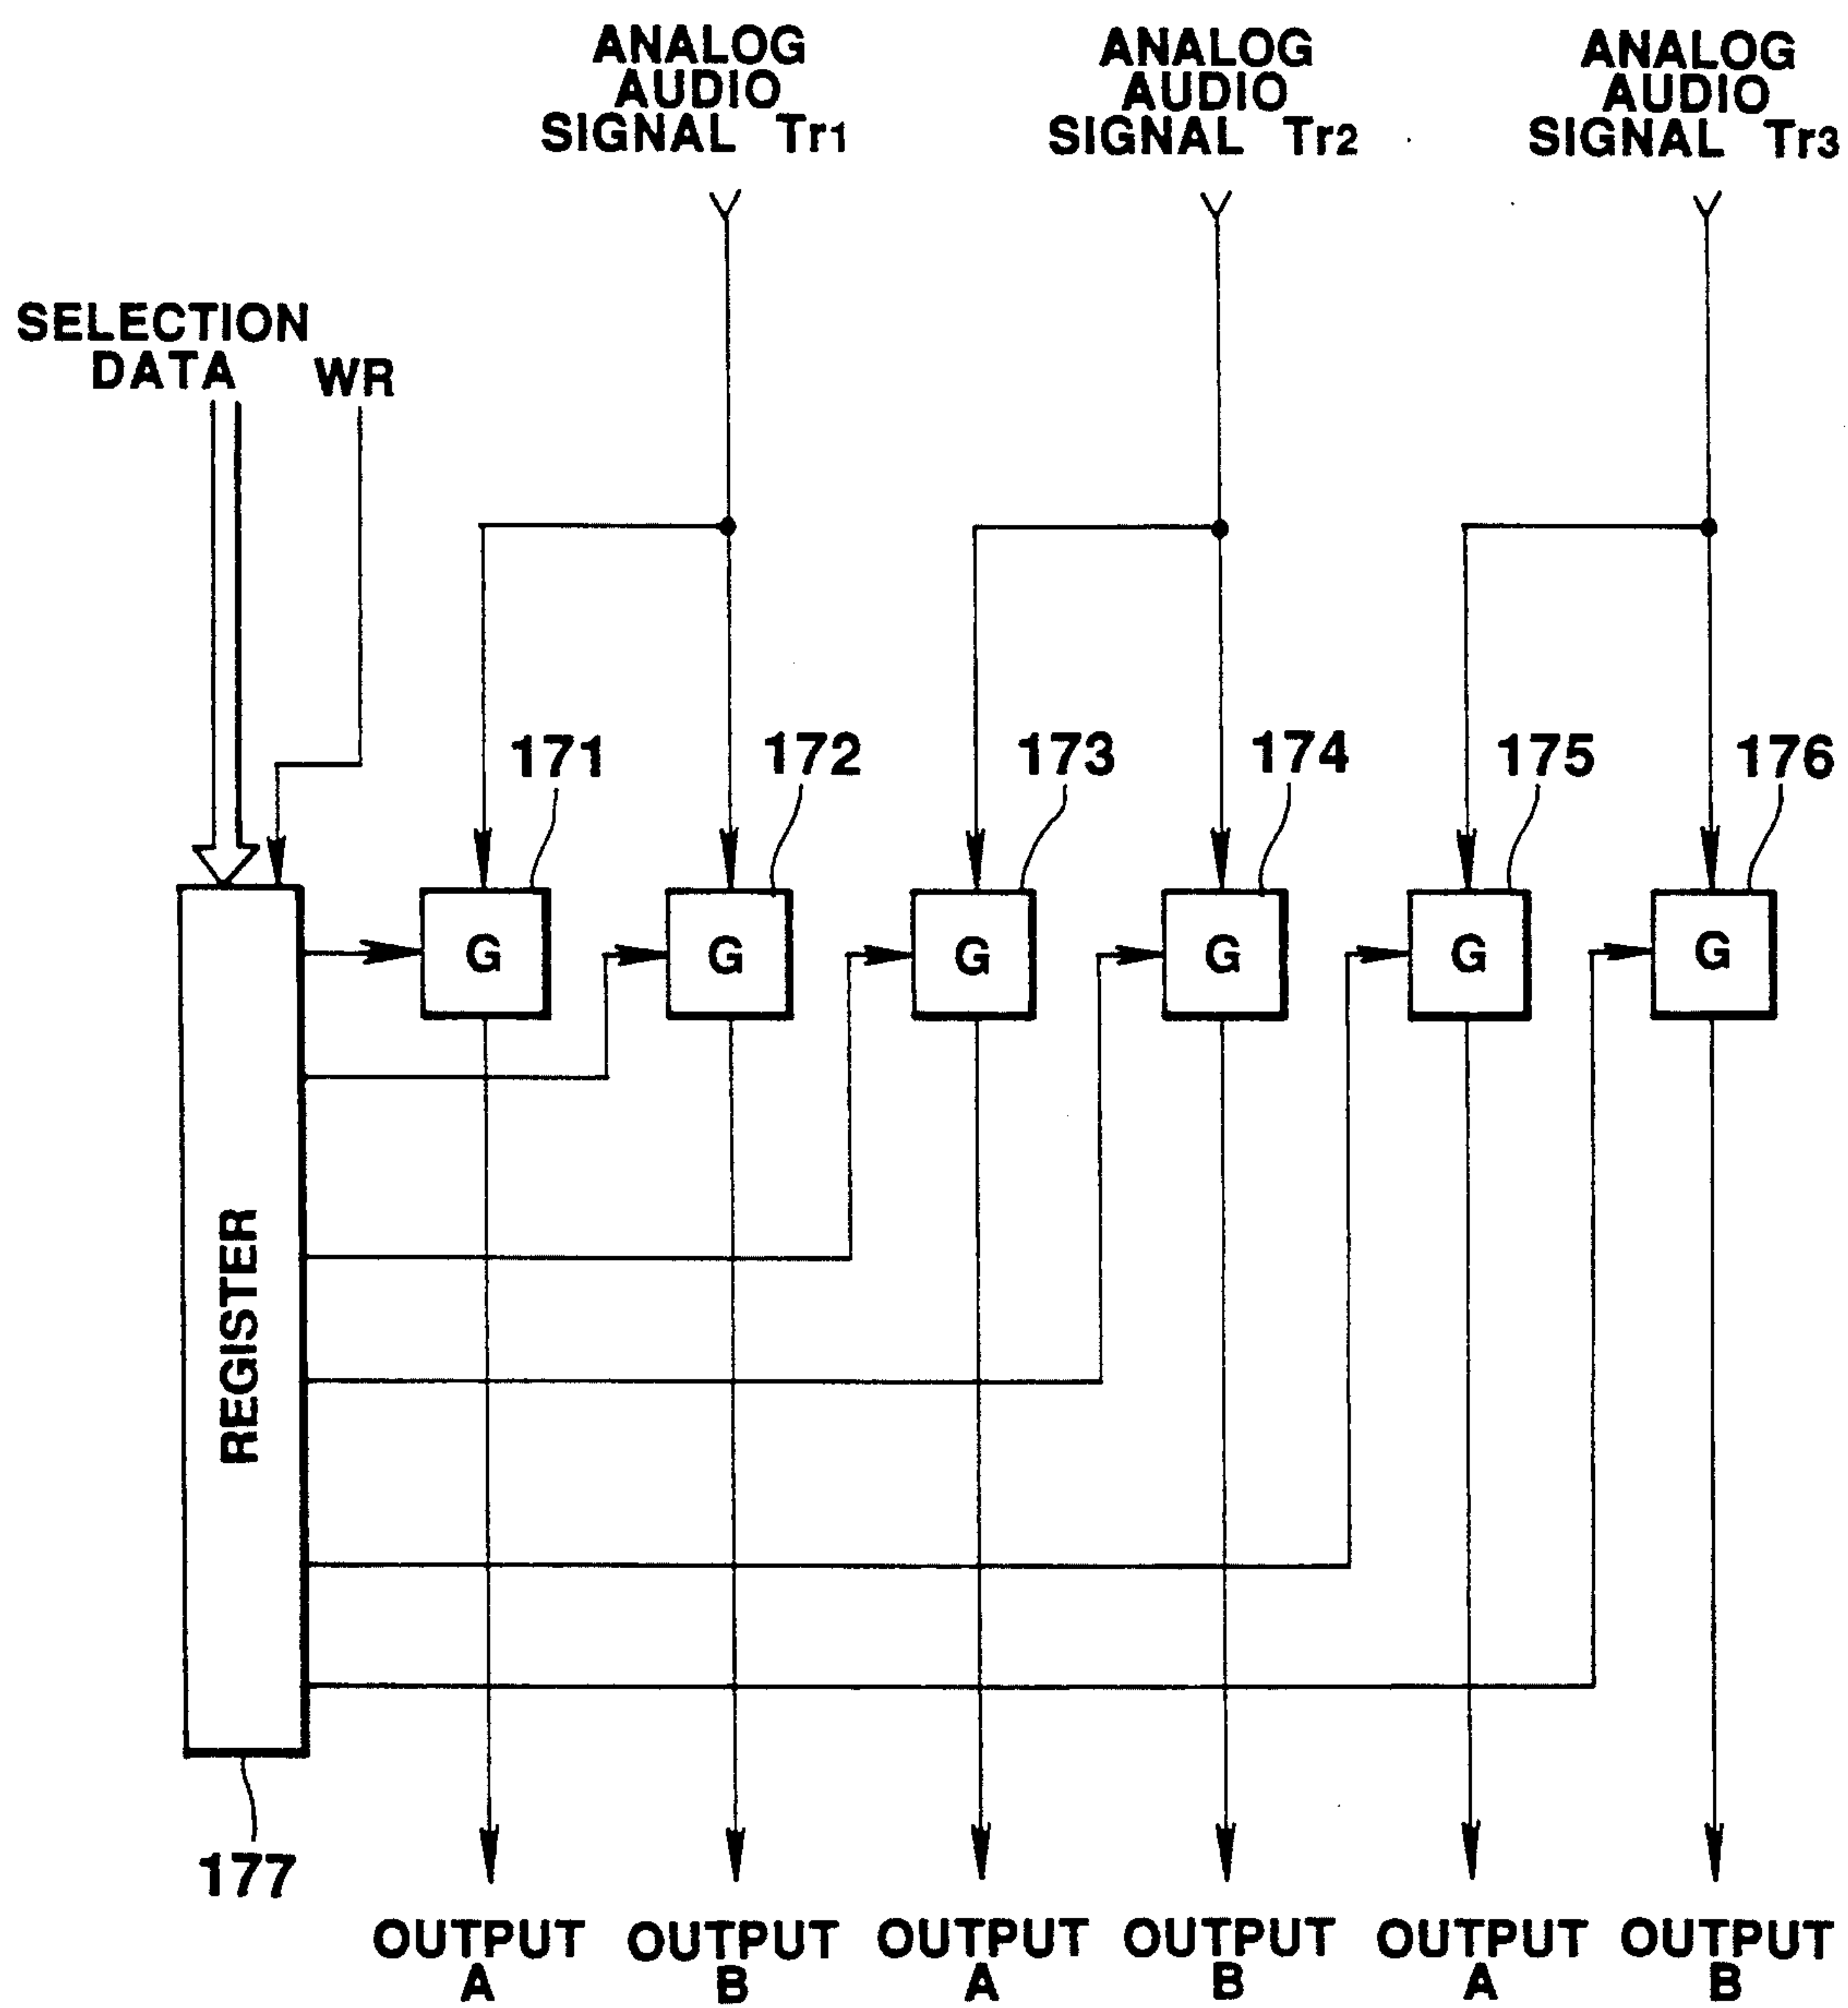 ANALOG
AUDIO
SIGNAL Tr1
ANALOG
AUDIO
SIGNAL Tr2
ANALOG
AUDIO
SIGNAL Tr3
SELECTION
DATA
WR
171
172
173
174
175
176
G
G
G
G
G
G
REGISTER
177
OUTPUT
A
OUTPUT
B
OUTPUT
A
OUTPUT
B
OUTPUT
A
OUTPUT
B